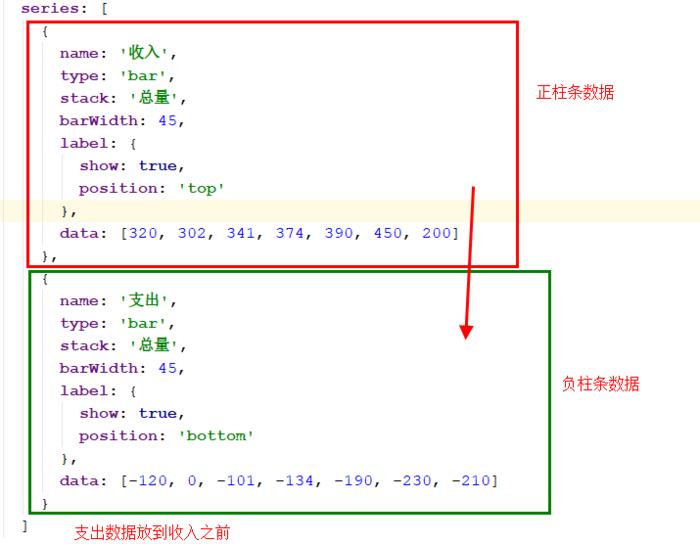 series: [
{
name: '收入',
type: 'bar',
stack: '总量',
barWidth: 45,
label: {
show: true,
position: 'top'
},
data: [320, 302, 341, 374, 390, 450, 200]
},
正柱条数据
{
name: '支出',
type: 'bar',
stack: '总量',
barWidth: 45,
label: {
show: true,
position: 'bottom'
},
data: [-120, 0, -101, -134, -190, -230, -210]
}
负柱条数据
]
支出数据放到收入之前